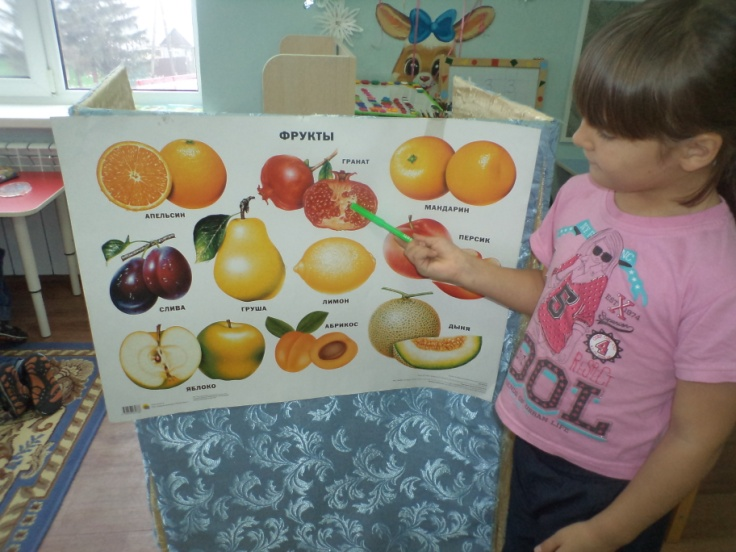 ФРУКТЫ
ГРАНАТ
АПЕЛЬСИН
МАНДАРИН
ПЕРСИК
СЛИВА
ГРУША
ЛИМОН
АБРИКОС
ДЫНЯ
ЯБЛОКО